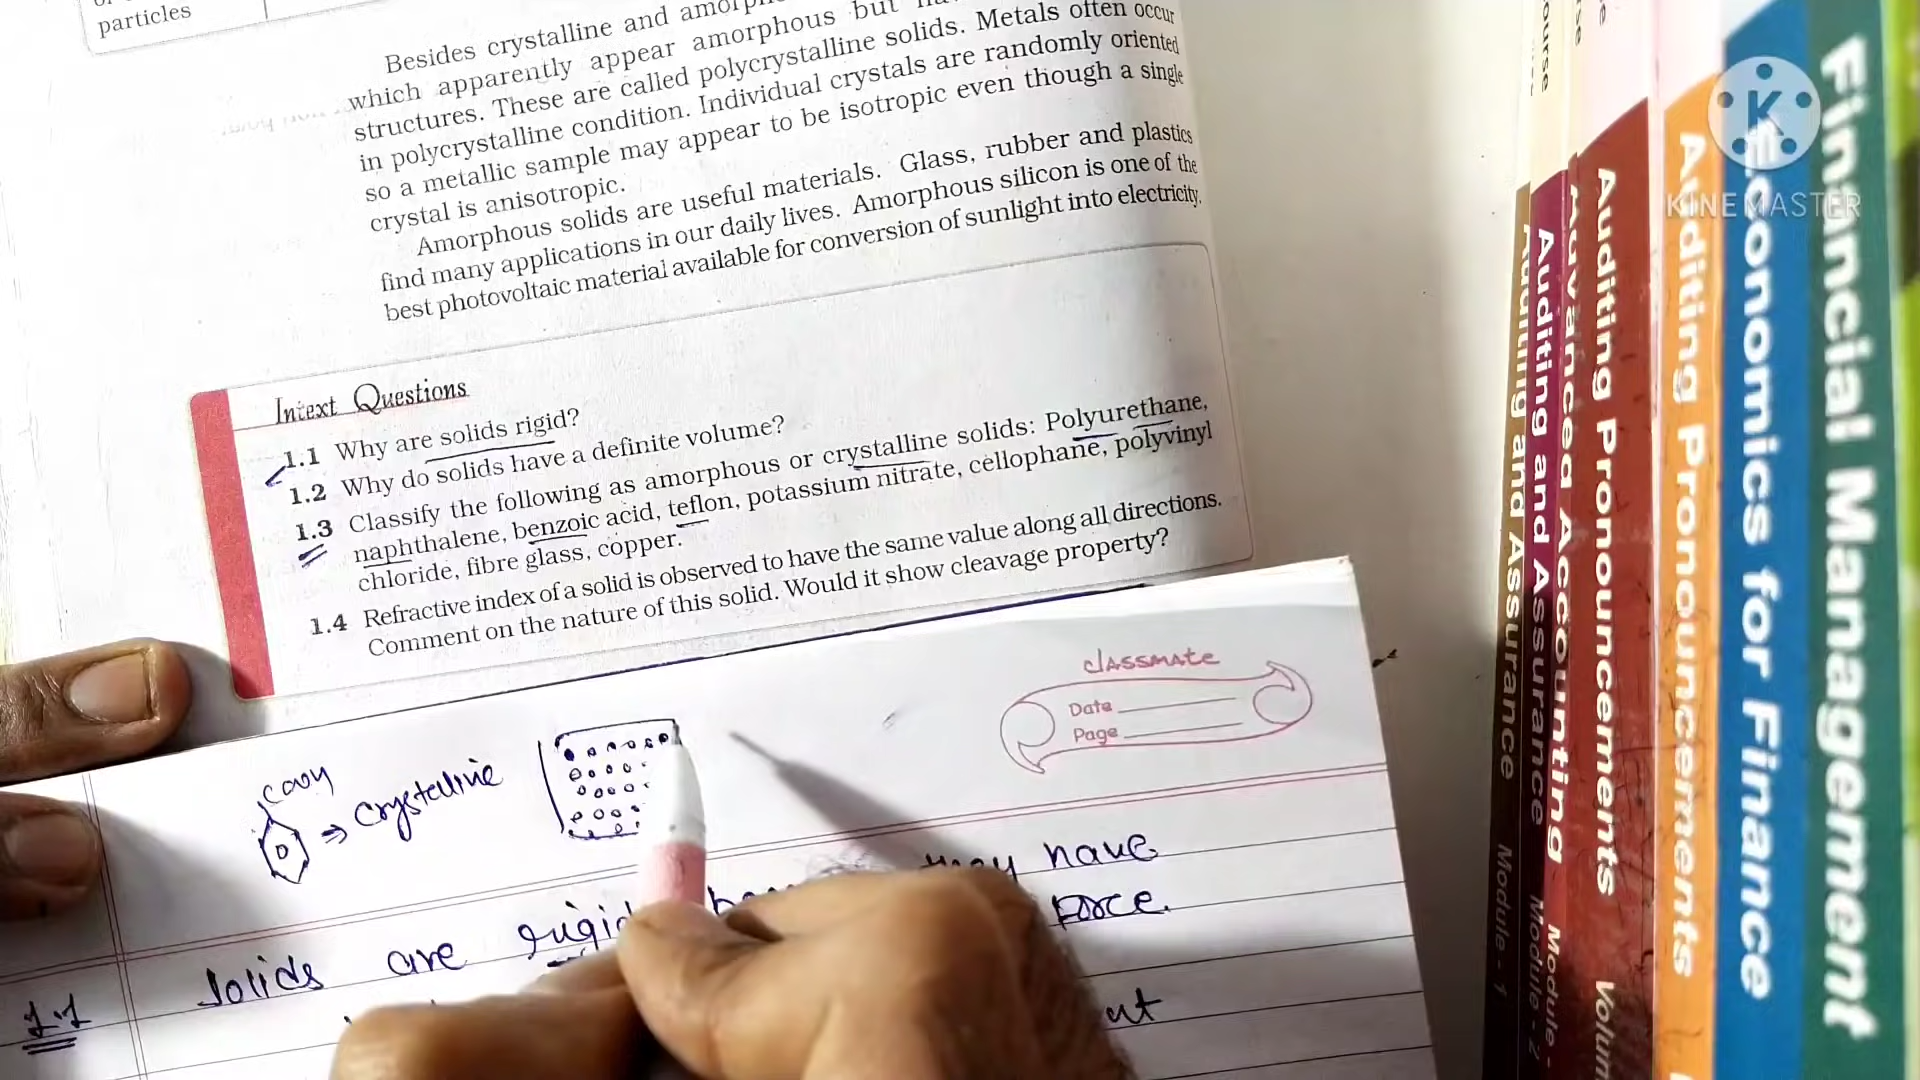 particles
Besides crystalline and
which apparently appear amorphous but
structures. These are called polycrystalline solids. Metals often occur
in polycrystalline condition. Individual crystals are randomly oriented
so a metallic sample may appear to be isotropic even though a single
crystal is anisotropic.
Amorphous solids are useful materials. Glass, rubber and plastics
find many applications in our daily lives. Amorphous silicon is one of the
best photovoltaic material available for conversion of sunlight into electricity.
Intext Questions
1.1 Why are solids rigid?
1.2 Why do solids have a definite volume?
1.3 Classify the following as amorphous or crystalline solids: Polyurethane,
naphthalene, benzoic acid, teflon, potassium nitrate, cellophane, polyvinyl
chloride, fibre glass, copper.
1.4 Refractive index of a solid is observed to have the same value along all directions.
Comment on the nature of this solid. Would it show cleavage property?
classmate
Date
Page
⇒ crystelline
have
1.1 Solids are rigid
force
K
KINEMASTER
Auditing and Assurance Module - 1
Auditing and Assurance Module - 2
Advanced Accounting Module -
Auditing Pronouncements Volum
Auditing Pronouncements
Economics for Finance
Financial Management